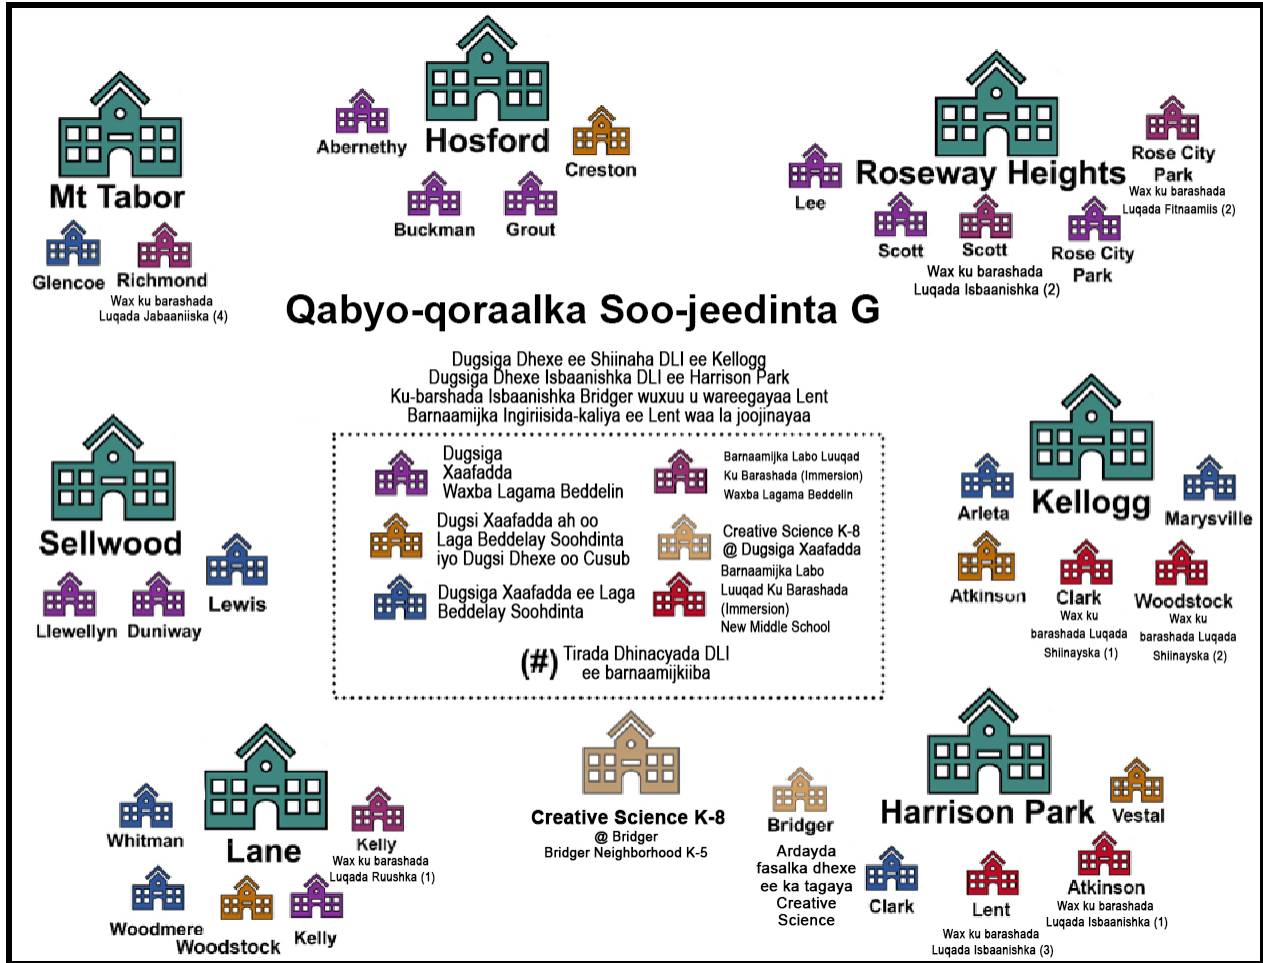 Mt Tabor
Glencoe
Richmond
Wax ku barashada
Luqada Jabaaniiska (4)
Abernethy
Hosford
Creston
Buckman
Grout
Lee
Roseway Heights
Rose City
Park
Wax ku barashada
Luqada Fitnaamiis (2)
Scott
Scott
Wax ku barashada
Luqada Isbaanishka (2)
Rose City
Park
Qabyo-qoraalka Soo-jeedinta G
Dugsiga Dhexe ee Shiinaha DLI ee Kellogg
Dugsiga Dhexe Isbaanishka DLI ee Harrison Park
Ku-barshada Isbaanishka Bridger wuxuu u wareegayaa Lent
Barnaamijka Ingiriisida-kaliya ee Lent waa la joojinayaa
Dugsiga
Xaafadda
Waxba Lagama Beddelin
Dugsi Xaafadda ah oo
Laga Beddelay Soohdinta
iyo Dugsi Dhexe oo Cusub
Dugsiga Xaafadda ee Laga
Beddelay Soohdinta
Barnaamijka Labo Luuqad
Ku Barashada (Immersion)
Waxba Lagama Beddelin
Creative Science K-8
@ Dugsiga Xaafadda
Barnaamijka Labo
Luuqad Ku Barashada
(Immersion)
New Middle School
(#) Tirada Dhinacyada DLI
ee barnaamijkiiba
Sellwood
Lewis
Llewellyn
Duniway
Kellogg
Arleta
Marysville
Atkinson
Clark
Wax ku
barashada Luqada
Shiinayska (1)
Woodstock
Wax ku
barashada Luqada
Shiinayska (2)
Whitman
Lane
Kelly
Wax ku barashada
Luqada Ruushka (1)
Woodmere
Woodstock
Kelly
Creative Science K-8
@ Bridger
Bridger Neighborhood K-5
Bridger
Ardayda
fasalka dhexe
ee ka tagaya
Creative
Science
Harrison Park
Vestal
Clark
Lent
Wax ku barashada
Luqada Isbaanishka (3)
Atkinson
Wax ku barashada
Luqada Isbaanishka (1)